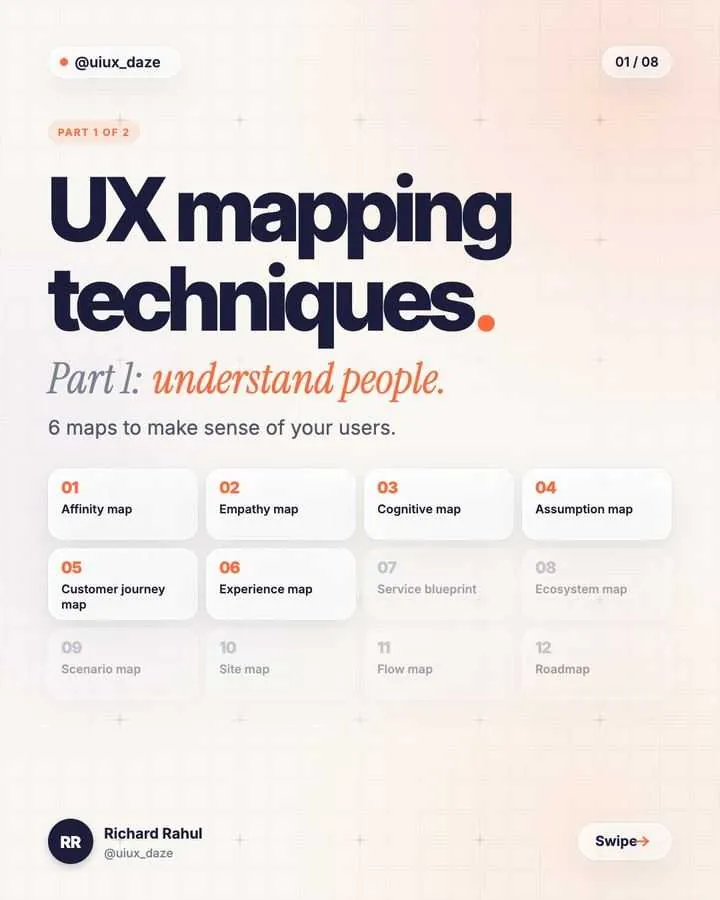 @uiux_daze
01 / 08
PART 1 OF 2
UX mapping
techniques.
Part 1: understand people.
6 maps to make sense of your users.
01
Affinity map
02
Empathy map
03
Cognitive map
04
Assumption map
05
Customer journey
map
06
Experience map
07
Service blueprint
08
Ecosystem map
09
Scenario map
10
Site map
11
Flow map
12
Roadmap
RR
Richard Rahul
@uiux_daze
Swipe→